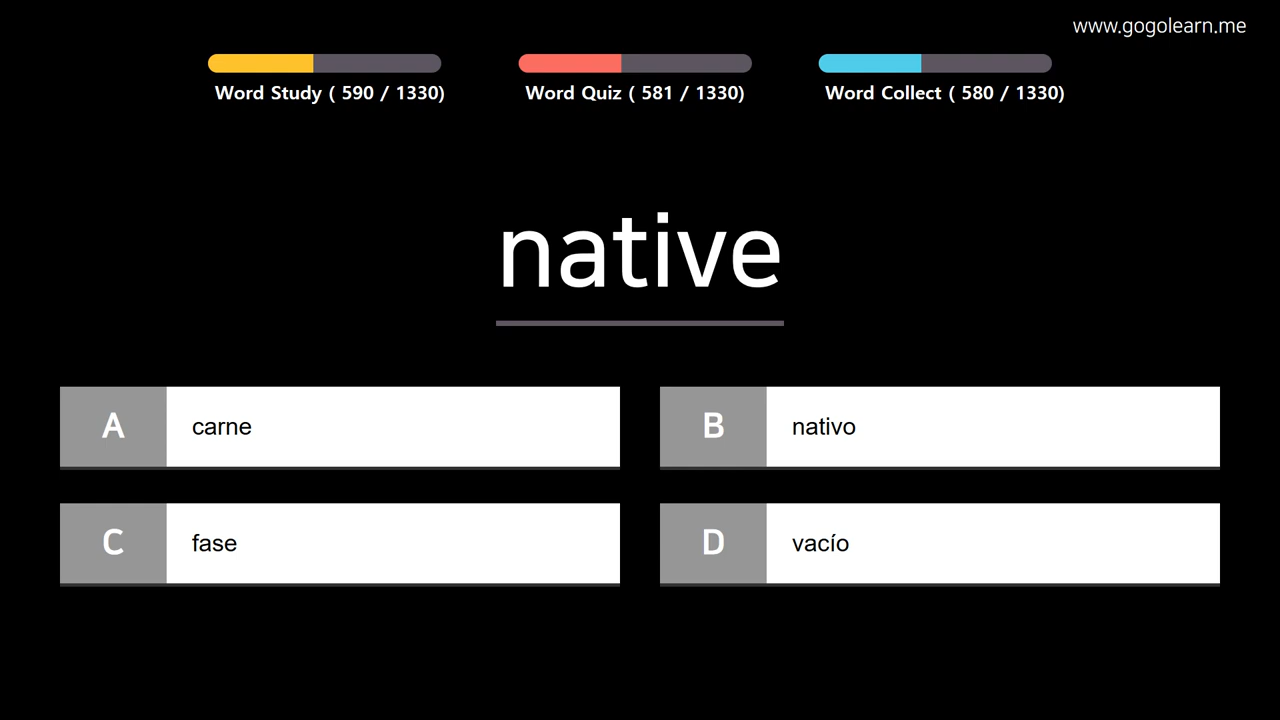 www.gogolearn.me
Word Study ( 590 / 1330)
Word Quiz ( 581 / 1330)
Word Collect ( 580 / 1330)
native
A
carne
B
nativo
C
fase
D
vacío